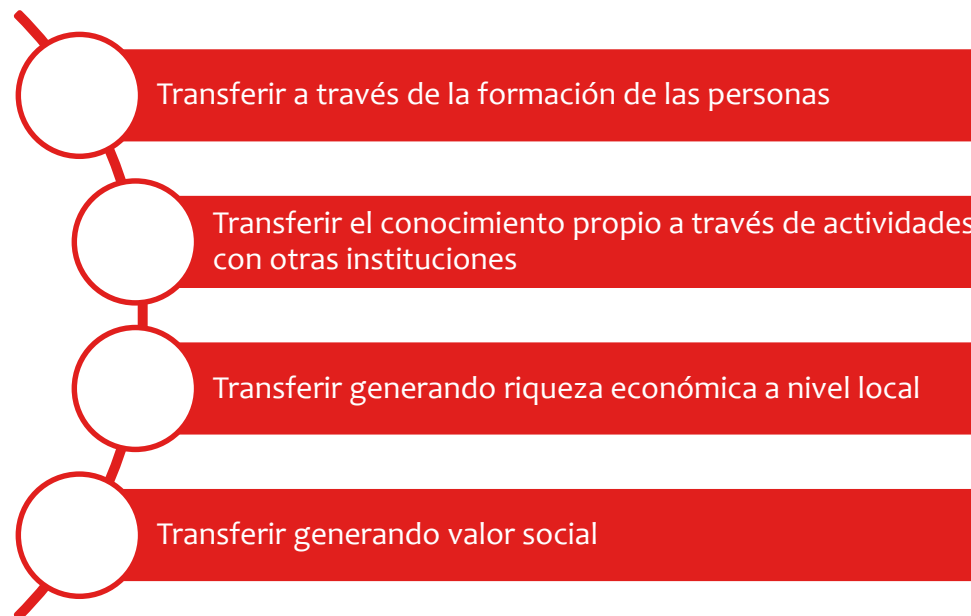 Transferir a través de la formación de las personas
Transferir el conocimiento propio a través de actividades
con otras instituciones
Transferir generando riqueza económica a nivel local
Transferir generando valor social